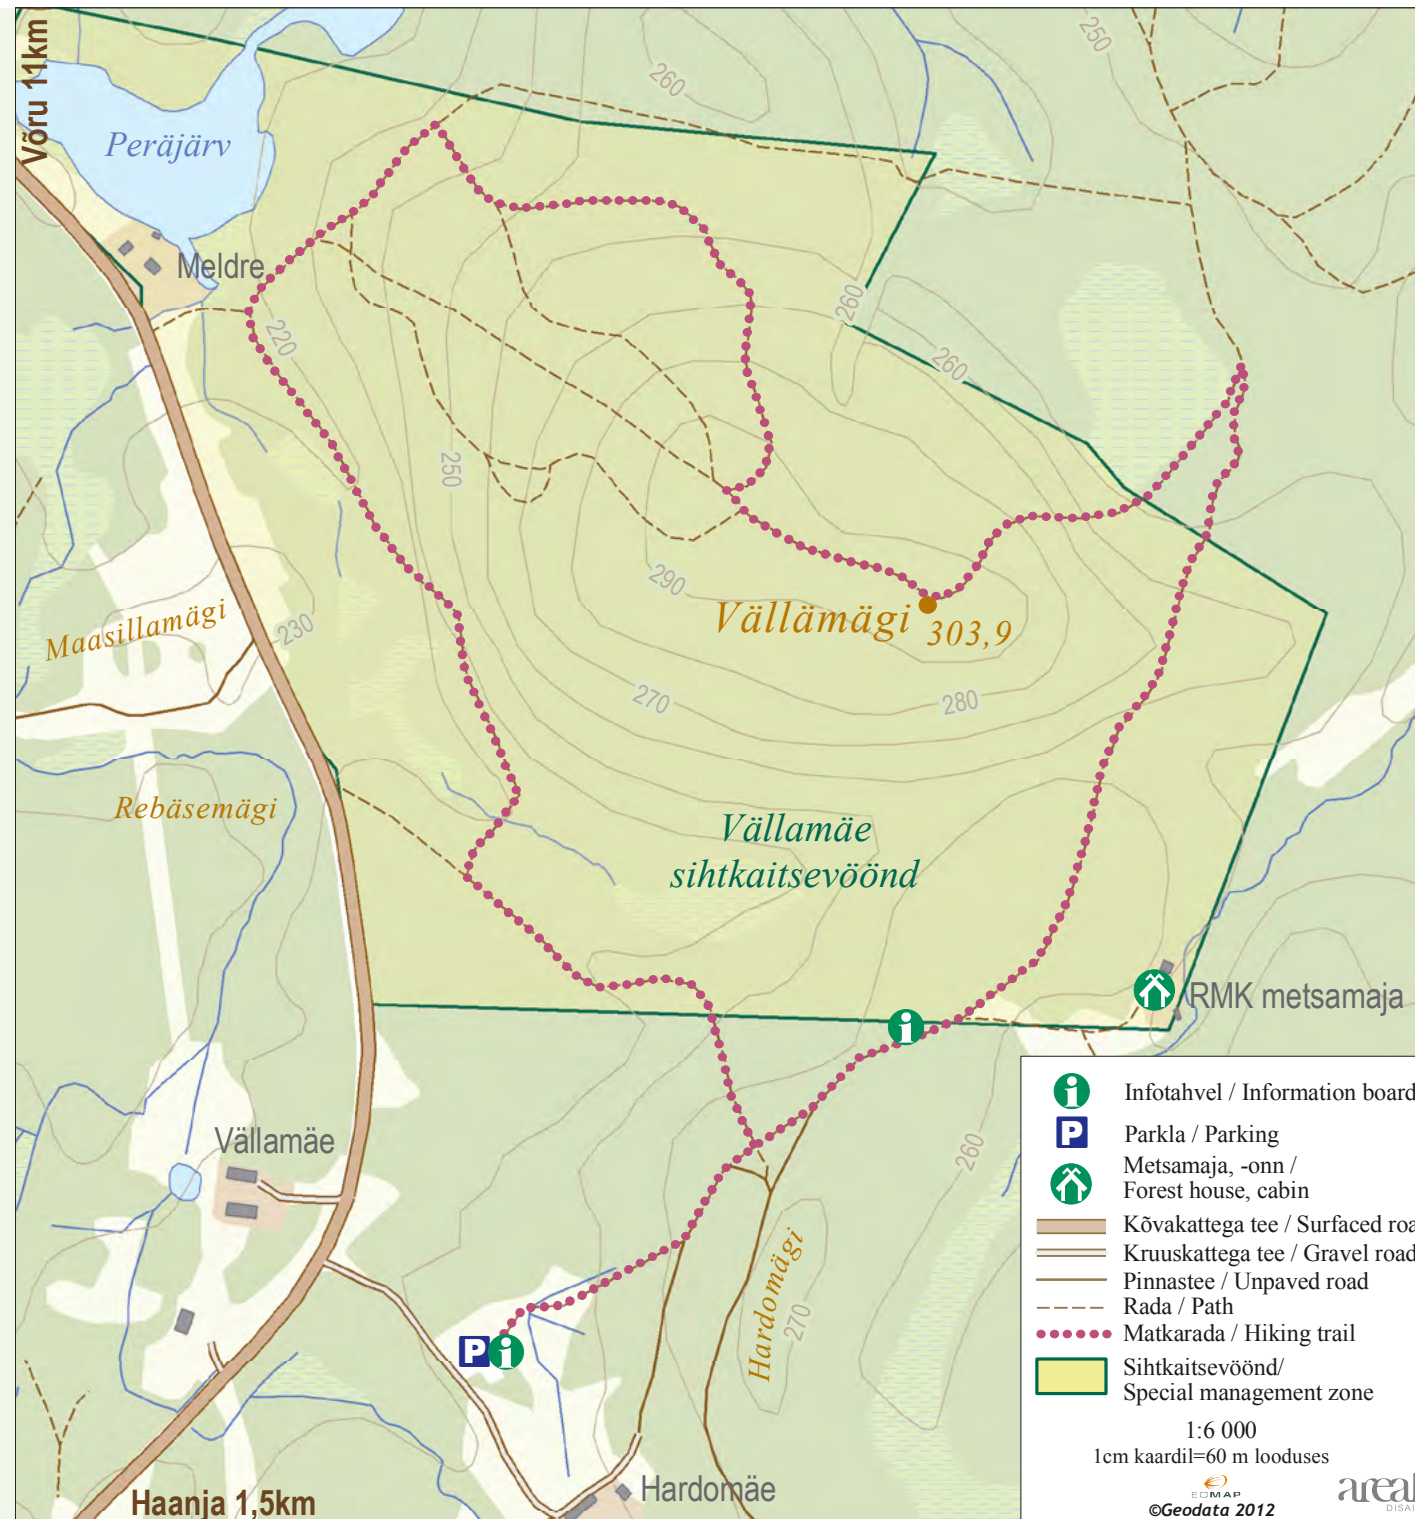 Võru 11km
260
250
Peräjärv
Meldre
220
260
260
250
Maasillamägi
230
290
Vällämägi
303,9
270
280
Rebäsemägi
Vällamäe
sihtkaitsevöönd
RMK metsamaja
Vällamäe
260
Hardomägi
270
P
Hardomäe
Haanja 1,5km
Infotahvel / Information board
P
Parkla / Parking
Metsamaja, -onn /
Forest house, cabin
Kõvakattega tee / Surfaced roa
Kruuskattega tee / Gravel road
Pinnastee / Unpaved road
Rada / Path
Matkarada / Hiking trail
Sihtkaitsevöönd/
Special management zone
1:6 000
1cm kaardil=60 m looduses
EOMAP
©Geodata 2012
areal
DISAI